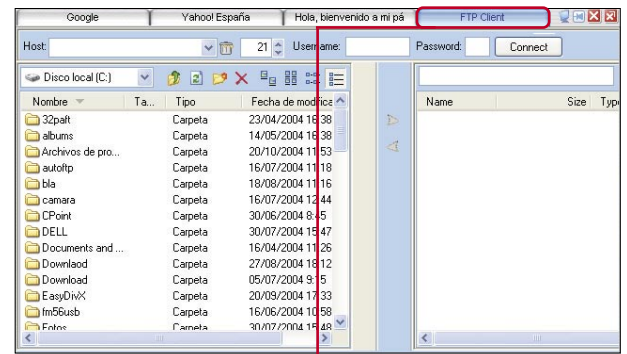 Google Yahoo! España Hola, bienvenido a mi pá FTP Client
Host: 21 Username: Password: Connect
Disco local (C:)
Nombre Ta... Tipo Fecha de modifica Name Size Type
32paft Carpeta 23/04/2004 16:38
albums Carpeta 14/05/2004 16:38
Archivos de pro... Carpeta 20/10/2004 11:53
autoftp Carpeta 16/07/2004 11:18
bla Carpeta 18/08/2004 11:16
camara Carpeta 16/07/2004 12:44
CPoint Carpeta 30/06/2004 8:45
DELL Carpeta 30/07/2004 15:47
Documents and ... Carpeta 16/04/2004 11:26
Downlaod Carpeta 27/08/2004 18:12
Download Carpeta 05/07/2004 9:15
EasyDivX Carpeta 20/09/2004 17:33
fm56usb Carpeta 16/06/2004 10:58
Fotos Carpeta 30/07/2004 15:48